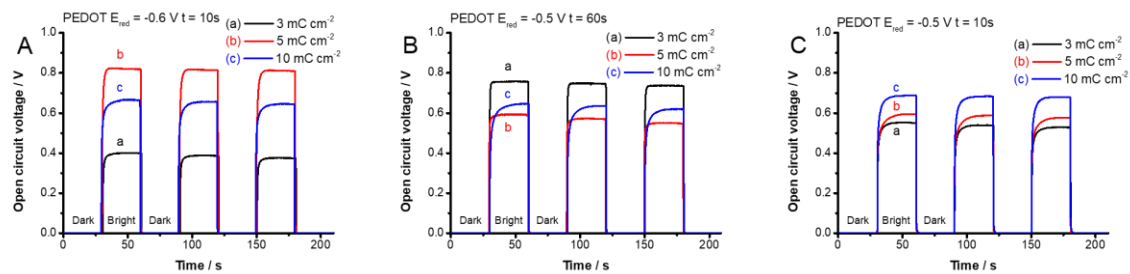 A
PEDOT E_red = -0.6 V t = 10s
(a) 3 mC cm⁻²
(b) 5 mC cm⁻²
(c) 10 mC cm⁻²
b
c
a
Dark Bright Dark
Open circuit voltage / V
1.0
0.8
0.6
0.4
0.2
0.0
0 50 100 150 200
Time / s
B
PEDOT E_red = -0.5 V t = 60s
(a) 3 mC cm⁻²
(b) 5 mC cm⁻²
(c) 10 mC cm⁻²
a
c
b
Dark Bright Dark
Open circuit voltage / V
1.0
0.8
0.6
0.4
0.2
0.0
0 50 100 150 200
Time / s
C
PEDOT E_red = -0.5 V t = 10s
(a) 3 mC cm⁻²
(b) 5 mC cm⁻²
(c) 10 mC cm⁻²
c
b
a
Dark Bright Dark
Open circuit voltage / V
1.0
0.8
0.6
0.4
0.2
0.0
0 50 100 150 200
Time / s